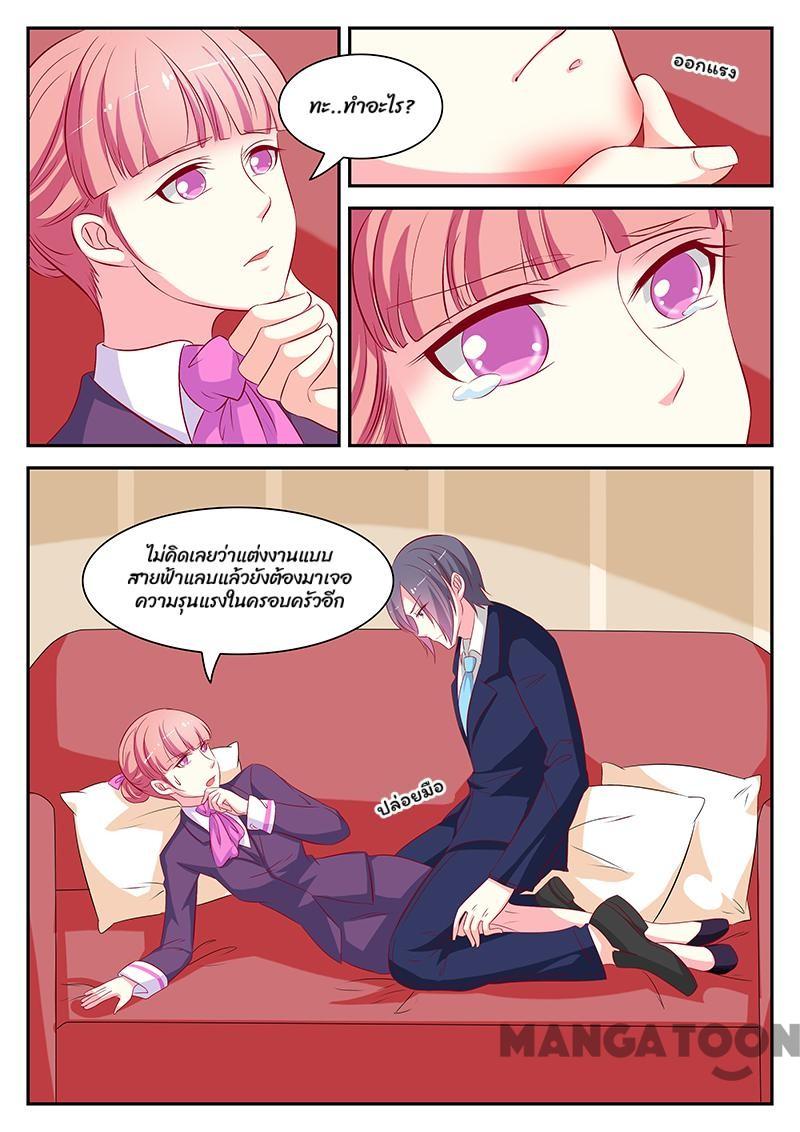 ทะ..ทำอะไร?
ออกแรง
ไม่คิดเลยว่าแต่งงานแบบ
สายฟ้าแลบแล้วยังต้องมาเจอ
ความรุนแรงในครอบครัวอีก
ปล่อยมือ
MANGATOON